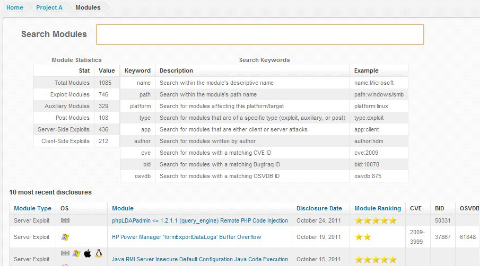 Home Project A Modules
Search Modules
Module Statistics
Stat Value
Total Modules 1085
Exploit Modules 746
Auxiliary Modules 329
Post Modules 103
Server-Side Exploits 436
Client-Side Exploits 212
Search Keywords
Keyword Description Example
name Search within the module's descriptive name name:Microsoft
path Search within the module's path name path:windows/smb
platform Search for modules affecting the platform/target platform:linux
type Search for modules that are of a specific type (exploit, auxiliary, or post) type:exploit
app Search for modules that are either client or server attacks app:client
author Search for modules written by author author:hdm
cve Search for modules with a matching CVE ID cve:2009
bid Search for modules with a matching Bugtraq ID bid:10078
osvdb Search for modules with a matching OSVDB ID osvdb:875
10 most recent disclosures
Module Type OS Module Disclosure Date Module Ranking CVE BID OSVDB
Server Exploit phpLDAPadmin <= 1.2.1.1 (query_engine) Remote PHP Code Injection October 24, 2011 50331
Server Exploit HP Power Manager 'formExportDataLogs' Buffer Overflow October 19, 2011 2009-3999 37867
Server Exploit Java RMI Server Insecure Default Configuration Java Code Execution October 15, 2011